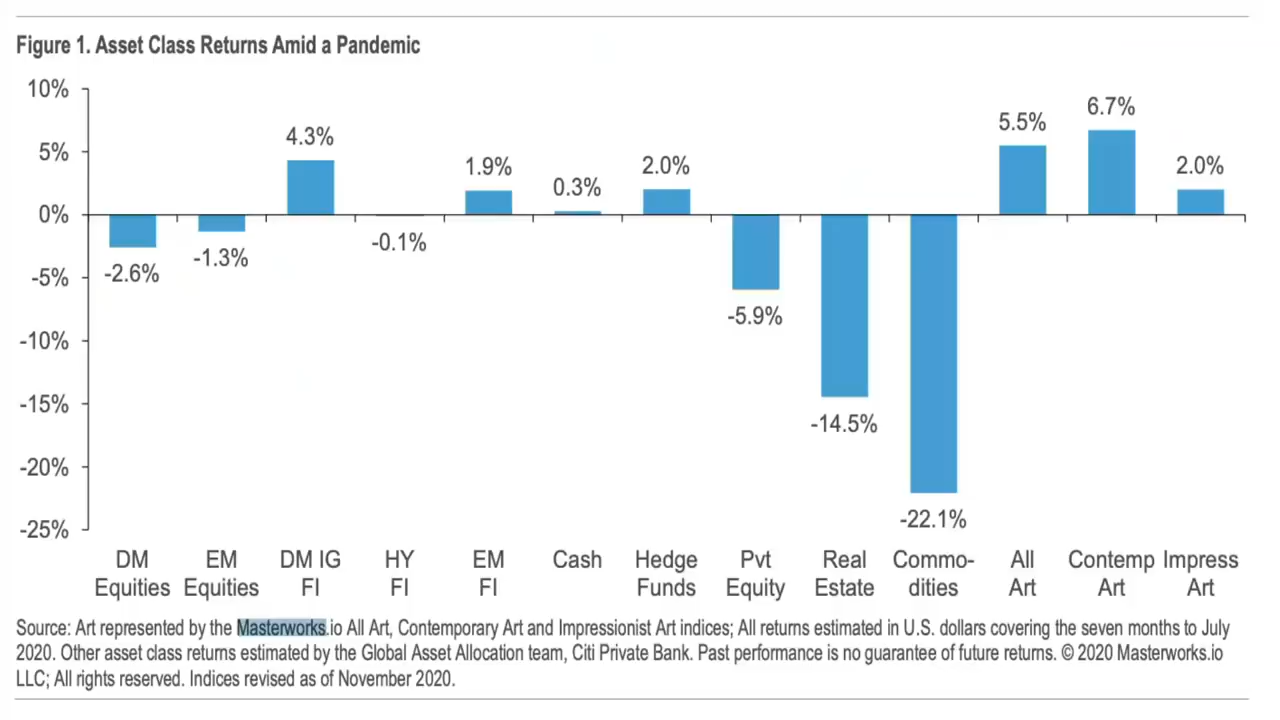 Figure 1. Asset Class Returns Amid a Pandemic
10%
5%
0%
-5%
-10%
-15%
-20%
-25%
-2.6%
-1.3%
4.3%
-0.1%
1.9%
0.3%
2.0%
-5.9%
-14.5%
-22.1%
5.5%
6.7%
2.0%
DM
Equities
EM
Equities
DM IG
FI
HY
FI
EM
FI
Cash
Hedge
Funds
Pvt
Equity
Real
Estate
Commo-
dities
All
Art
Contemp
Art
Impress
Art
Source: Art represented by the Masterworks.io All Art, Contemporary Art and Impressionist Art indices; All returns estimated in U.S. dollars covering the seven months to July
2020. Other asset class returns estimated by the Global Asset Allocation team, Citi Private Bank. Past performance is no guarantee of future returns. © 2020 Masterworks.io
LLC; All rights reserved. Indices revised as of November 2020.